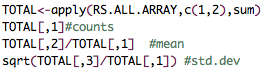 TOTAL<-apply(RS.ALL.ARRAY,c(1,2),sum)
TOTAL[,1]#counts
TOTAL[,2]/TOTAL[,1]  #mean
sqrt(TOTAL[,3]/TOTAL[,1]) #std.dev